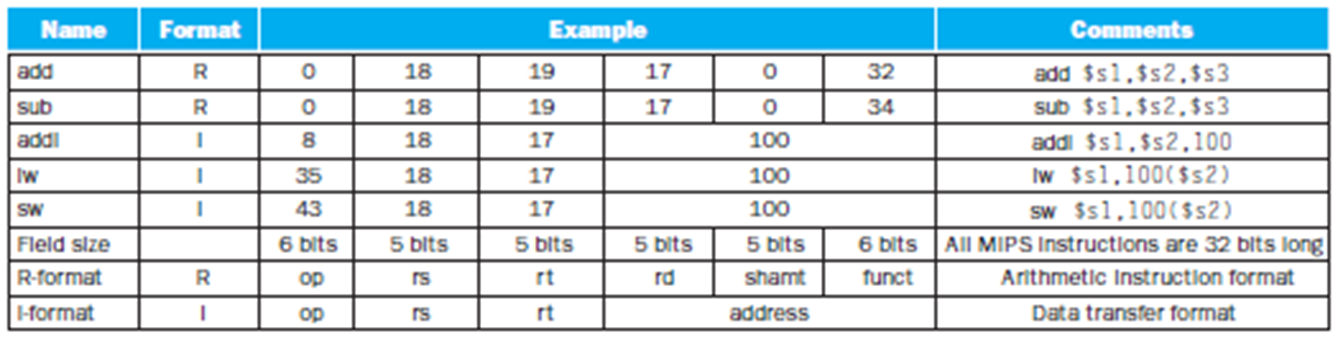 Name Format Example Comments
add R 0 18 19 17 0 32 add $s1,$s2,$s3
sub R 0 18 19 17 0 34 sub $s1,$s2,$s3
addi I 8 18 17 100 addi $s1,$s2,100
lw I 35 18 17 100 lw $s1,100($s2)
sw I 43 18 17 100 sw $s1,100($s2)
Field size 6 bits 5 bits 5 bits 5 bits 5 bits 6 bits All MIPS instructions are 32 bits long
R-format R op rs rt rd shamt funct Arithmetic instruction format
I-format I op rs rt address Data transfer format